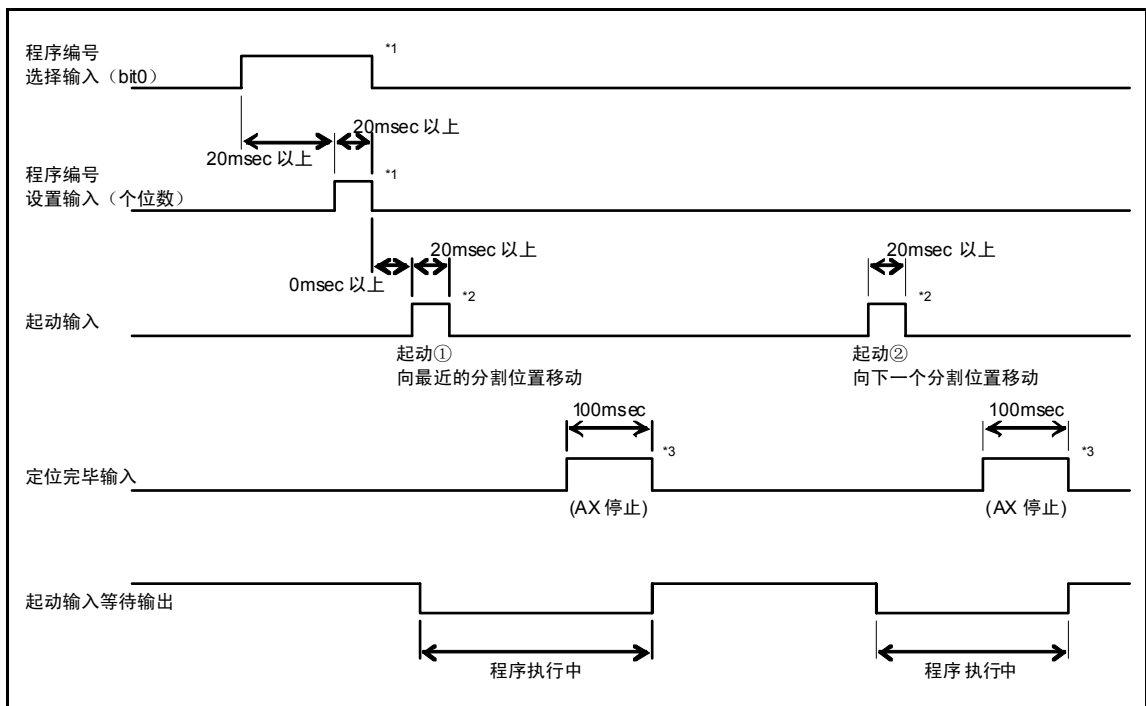 程序编号
选择输入（bit0）
*1
20msec 以上
20msec 以上
程序编号
设置输入（个位数）
*1
20msec 以上
20msec 以上
0msec 以上
*2
*2
起动输入
起动①
向最近的分割位置移动
起动②
向下一个分割位置移动
100msec
100msec
*3
*3
定位完毕输入
(AX 停止)
(AX 停止)
起动输入等待输出
程序执行中
程序 执行中